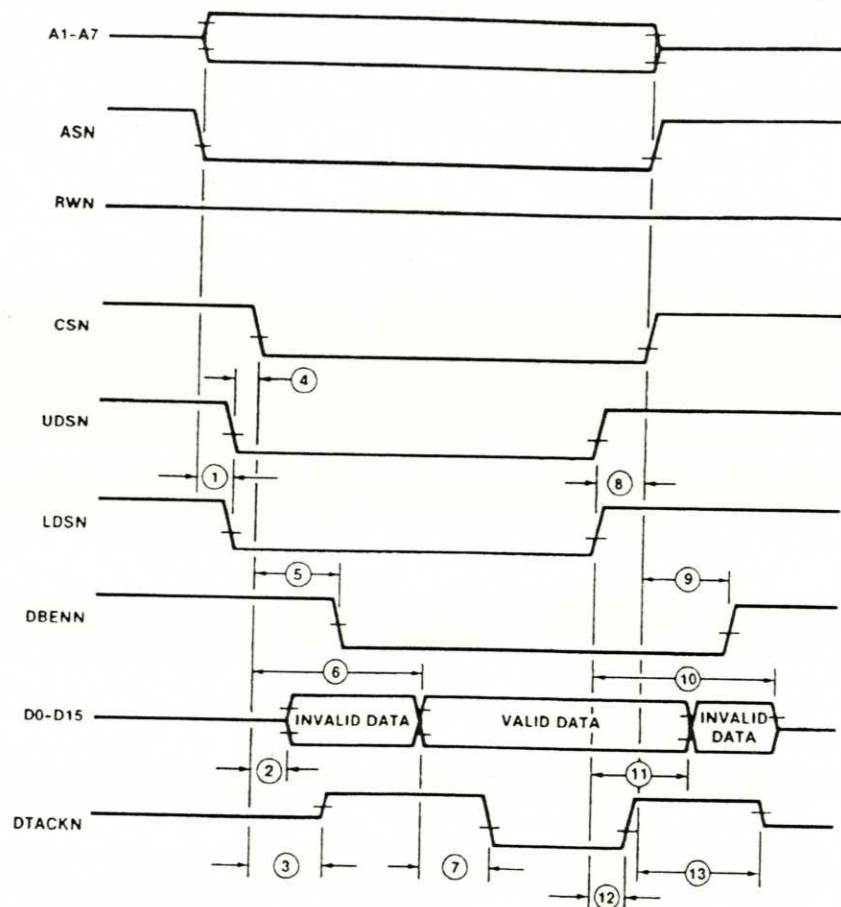 A1-A7
ASN
RWN
CSN
4
UDSN
1
8
LDSN
5
9
DBENN
6
10
D0-D15
INVALID DATA
VALID DATA
INVALID
DATA
2
11
DTACKN
3
7
12
13